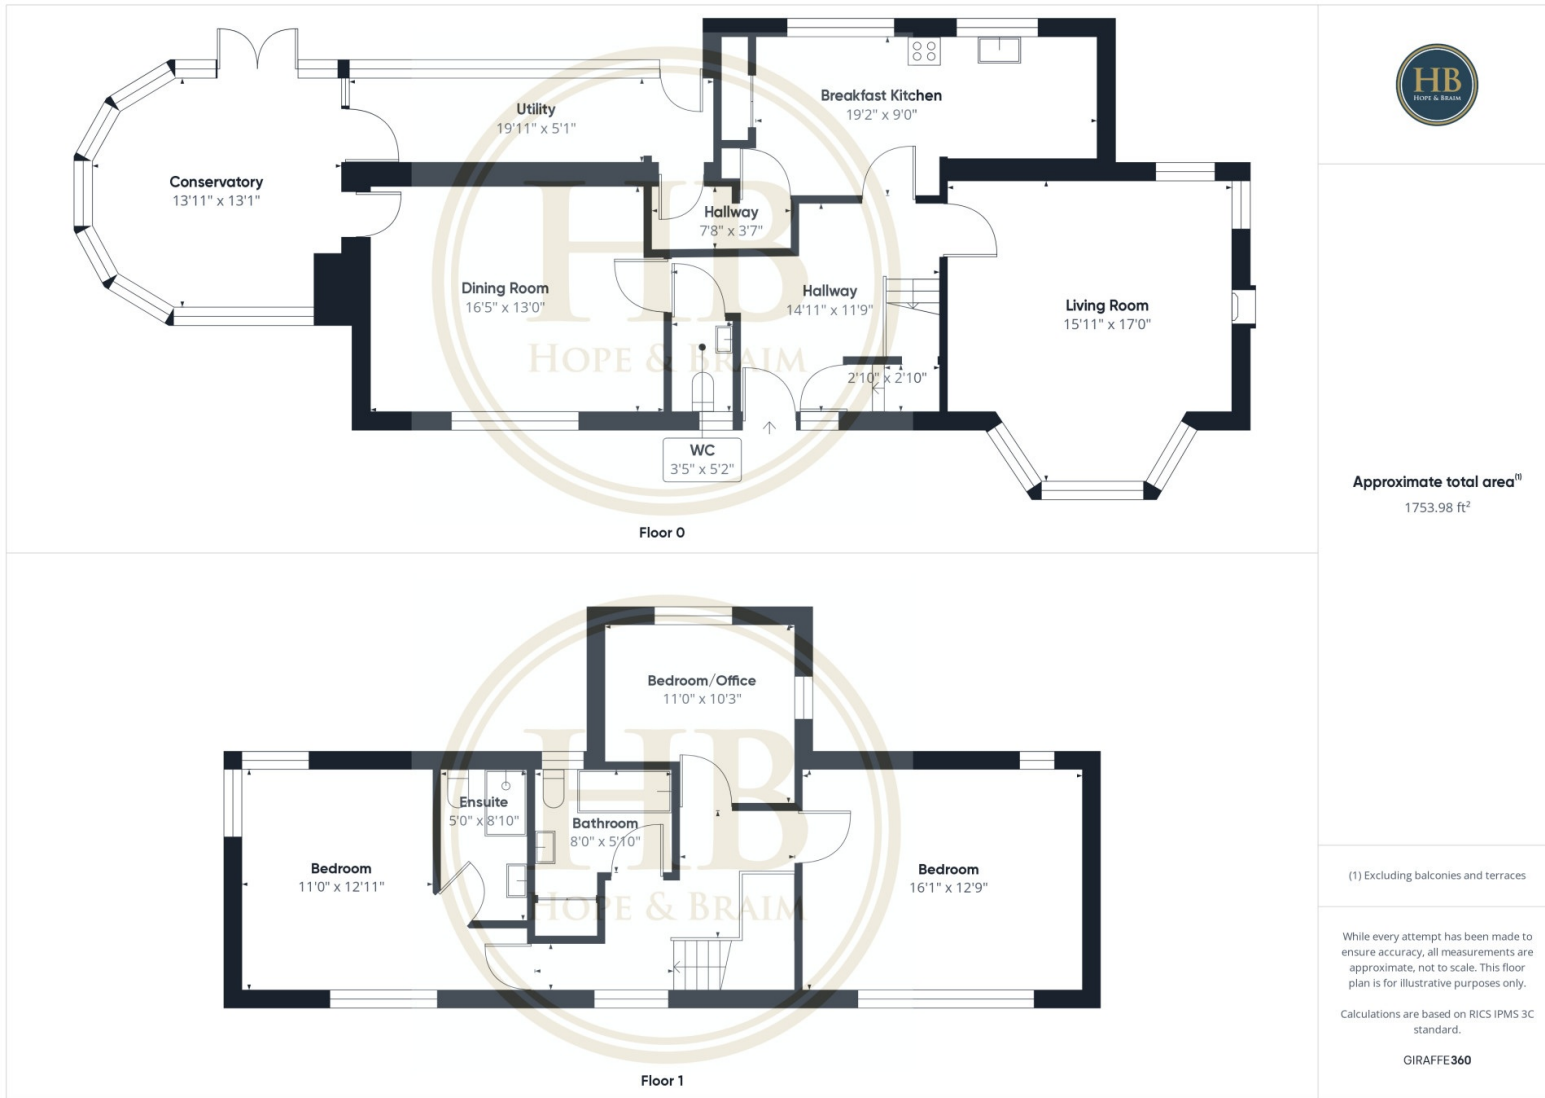 Conservatory
13'11" x 13'1"
Utility
19'11" x 5'1"
Breakfast Kitchen
19'2" x 9'0"
Hallway
7'8" x 3'7"
Dining Room
16'5" x 13'0"
Hallway
14'11" x 11'9"
Living Room
15'11" x 17'0"
2'10" x 2'10"
WC
3'5" x 5'2"
HB
HOPE & BRAIM
Floor 0
Bedroom/Office
11'0" x 10'3"
Ensuite
5'0" x 8'10"
Bathroom
8'0" x 5'10"
Bedroom
11'0" x 12'11"
Bedroom
16'1" x 12'9"
HB
HOPE & BRAIM
Floor 1
HB
HOPE & BRAIM
Approximate total area(1)
1753.98 ft²
(1) Excluding balconies and terraces
While every attempt has been made to
ensure accuracy, all measurements are
approximate, not to scale. This floor
plan is for illustrative purposes only.
Calculations are based on RICS IPMS 3C
standard.
GIRAFFE360